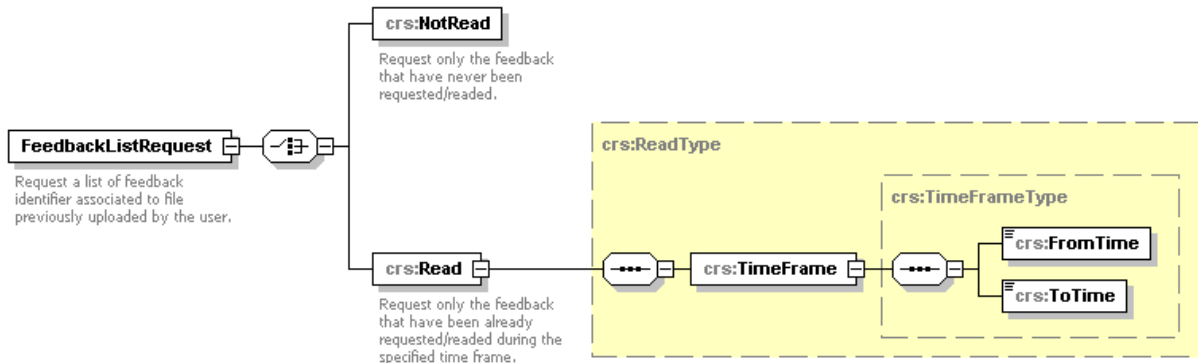 crs:NotRead
Request only the feedback
that have never been
requested/readed.
FeedbackListRequest
Request a list of feedback
identifier associated to file
previously uploaded by the user.
crs:ReadType
crs:TimeFrameType
crs:FromTime
crs:Read
crs:TimeFrame
crs:ToTime
Request only the feedback
that have been already
requested/readed during the
specified time frame.